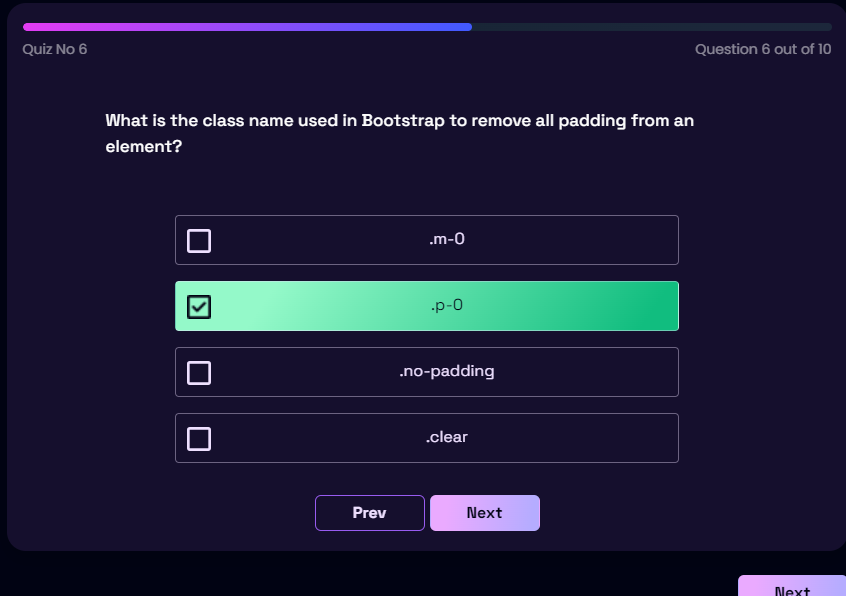 Quiz No 6
Question 6 out of 10
What is the class name used in Bootstrap to remove all padding from an
element?
.m-0
.p-0
.no-padding
.clear
Prev
Next
Next